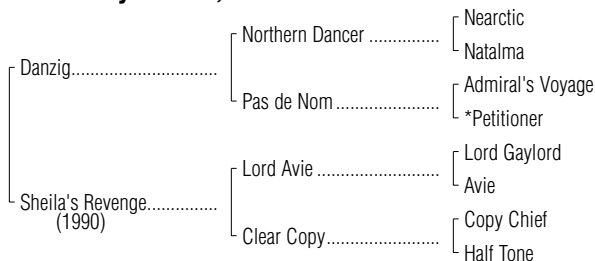 Nearctic
Northern Dancer ................
Natalma
Danzig.................................
Admiral's Voyage
Pas de Nom .......................
*Petitioner
Lord Gaylord
Lord Avie ...........................
Avie
Sheila's Revenge................
(1990)
Copy Chief
Clear Copy.........................
Half Tone